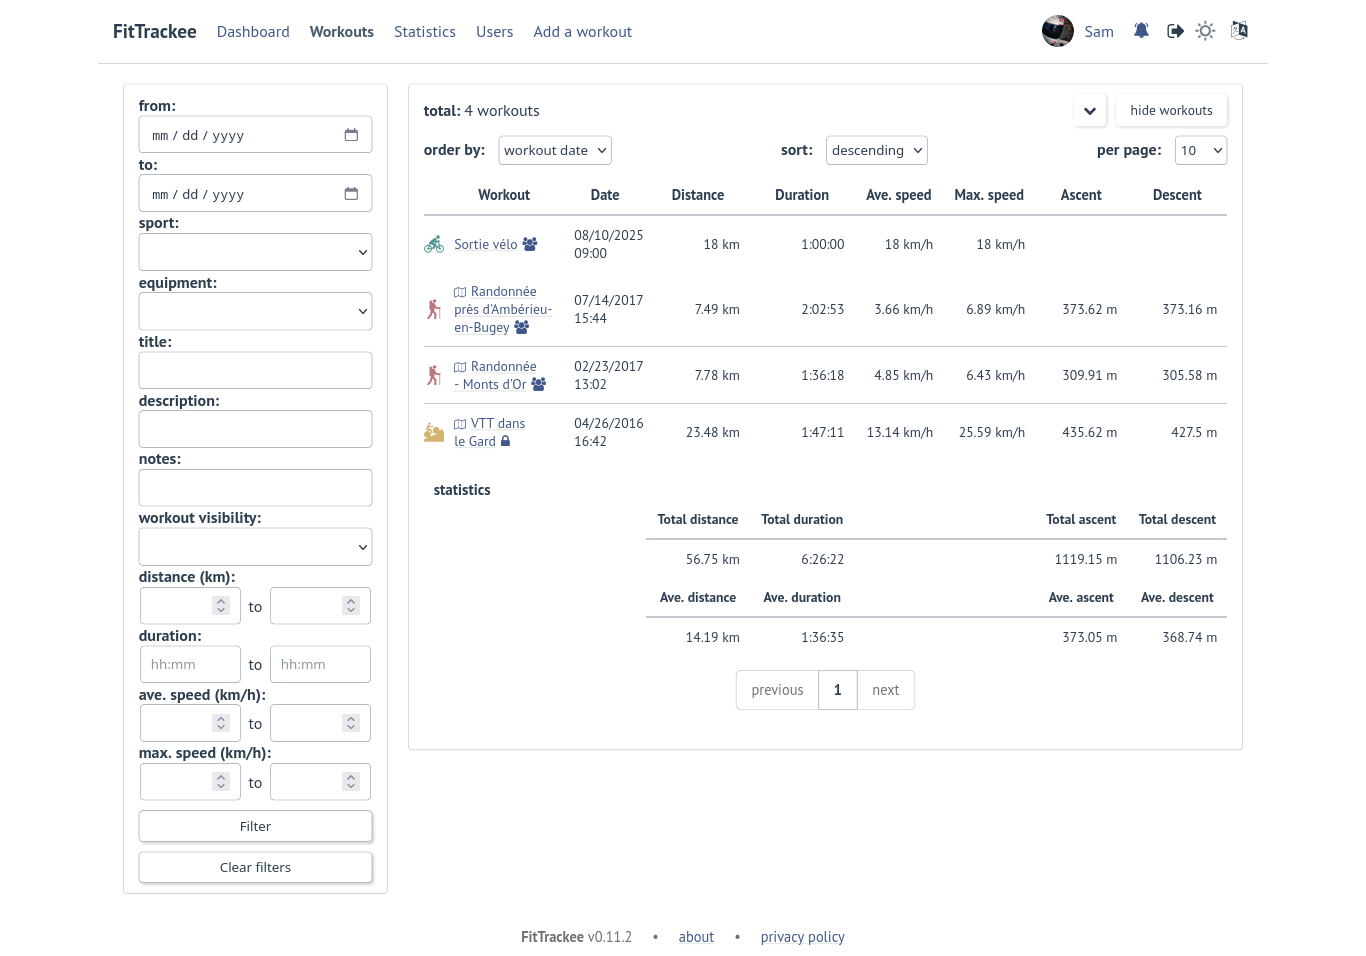 FitTrackee Dashboard Workouts Statistics Users Add a workout Sam
from:
mm / dd / yyyy
to:
mm / dd / yyyy
sport:
equipment:
title:
description:
notes:
workout visibility:
distance (km):
to
duration:
hh:mm to hh:mm
ave. speed (km/h):
to
max. speed (km/h):
to
Filter
Clear filters
total: 4 workouts hide workouts
order by: workout date sort: descending per page: 10
Workout Date Distance Duration Ave. speed Max. speed Ascent Descent
Sortie vélo 08/10/2025 09:00 18 km 1:00:00 18 km/h 18 km/h
Randonnée près d'Ambérieu-en-Bugey 07/14/2017 15:44 7.49 km 2:02:53 3.66 km/h 6.89 km/h 373.62 m 373.16 m
Randonnée - Monts d'Or 02/23/2017 13:02 7.78 km 1:36:18 4.85 km/h 6.43 km/h 309.91 m 305.58 m
VTT dans le Gard 04/26/2016 16:42 23.48 km 1:47:11 13.14 km/h 25.59 km/h 435.62 m 427.5 m
statistics
Total distance Total duration Total ascent Total descent
56.75 km 6:26:22 1119.15 m 1106.23 m
Ave. distance Ave. duration Ave. ascent Ave. descent
14.19 km 1:36:35 373.05 m 368.74 m
previous 1 next
FitTrackee v0.11.2 • about • privacy policy